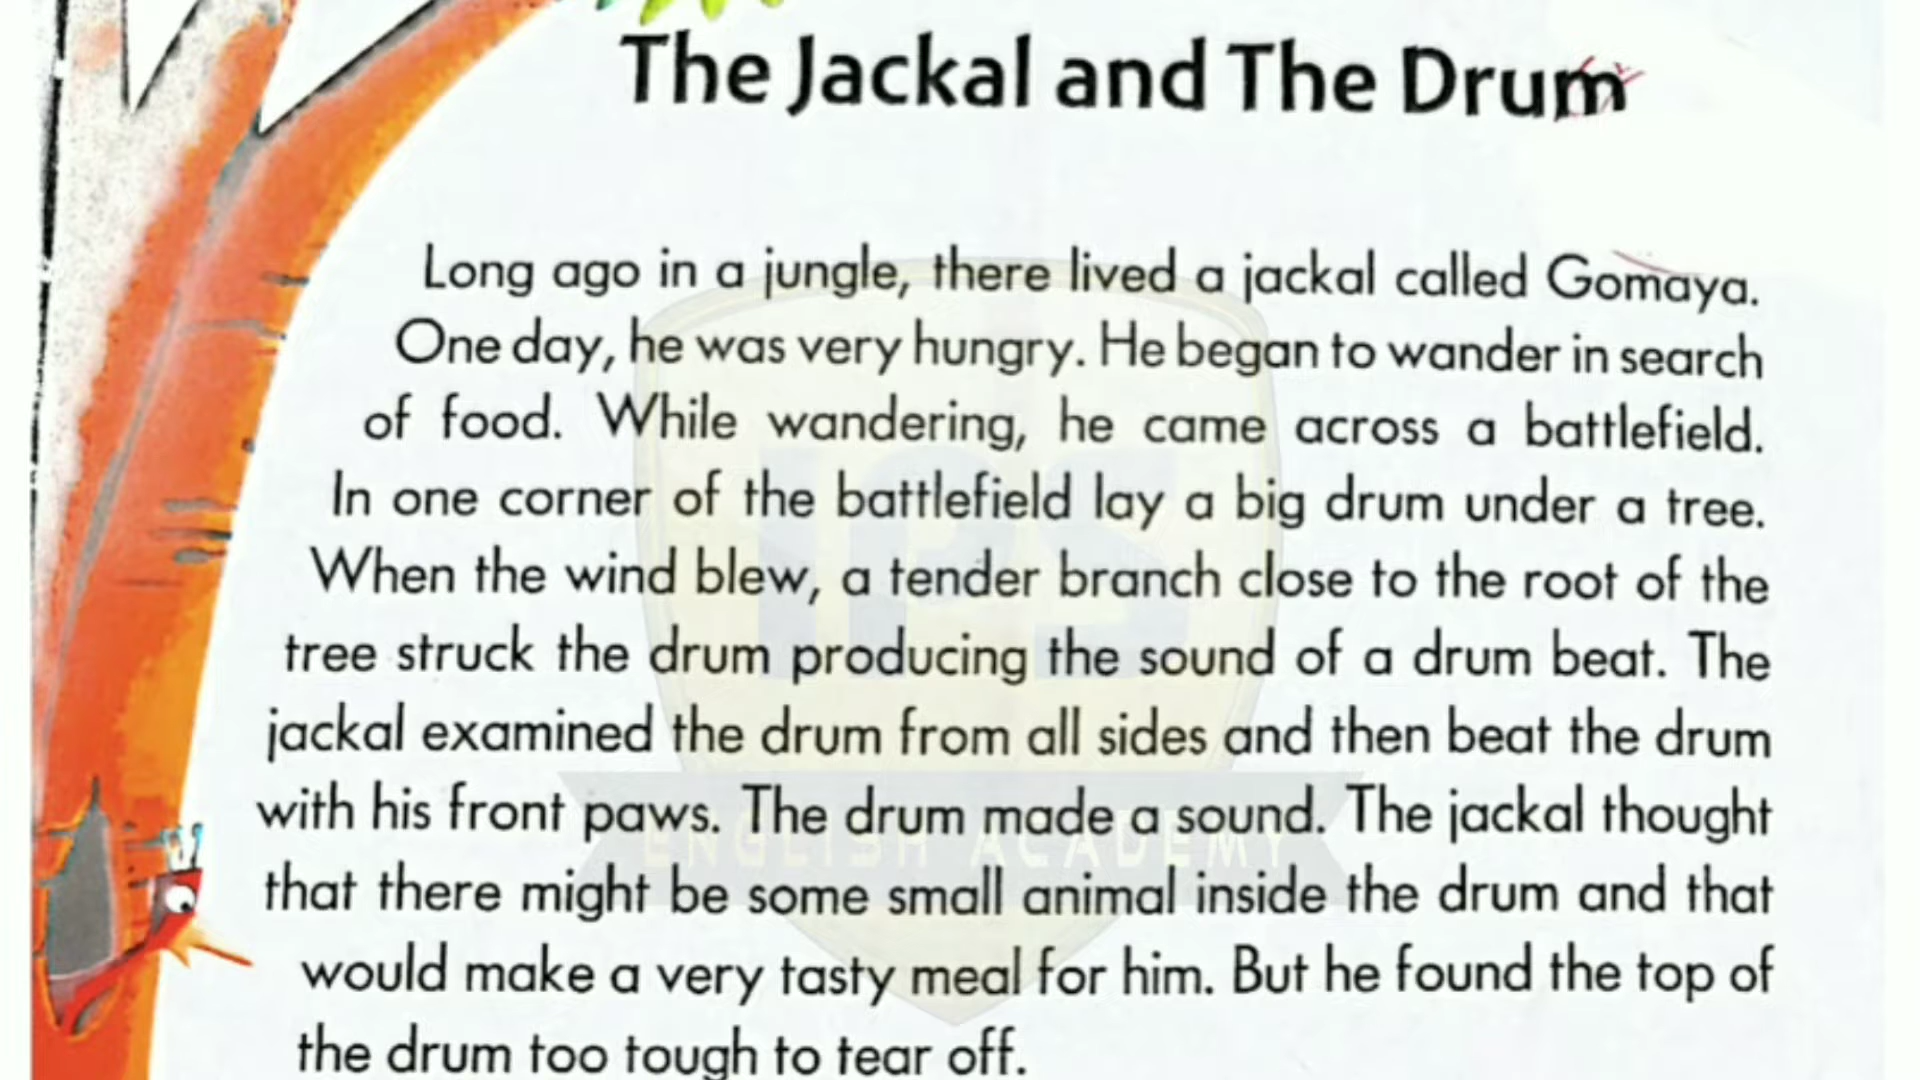 The Jackal and The Drum
Long ago in a jungle, there lived a jackal called Gomaya.
One day, he was very hungry. He began to wander in search
of food. While wandering, he came across a battlefield.
In one corner of the battlefield lay a big drum under a tree.
When the wind blew, a tender branch close to the root of the
tree struck the drum producing the sound of a drum beat. The
jackal examined the drum from all sides and then beat the drum
with his front paws. The drum made a sound. The jackal thought
that there might be some small animal inside the drum and that
would make a very tasty meal for him. But he found the top of
the drum too tough to tear off.
IPS
ENGLISH ACADEMY